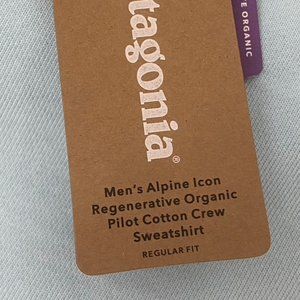 tagonia®
Men's Alpine Icon
Regenerative Organic
Pilot Cotton Crew
Sweatshirt
REGULAR FIT
E ORGANIC